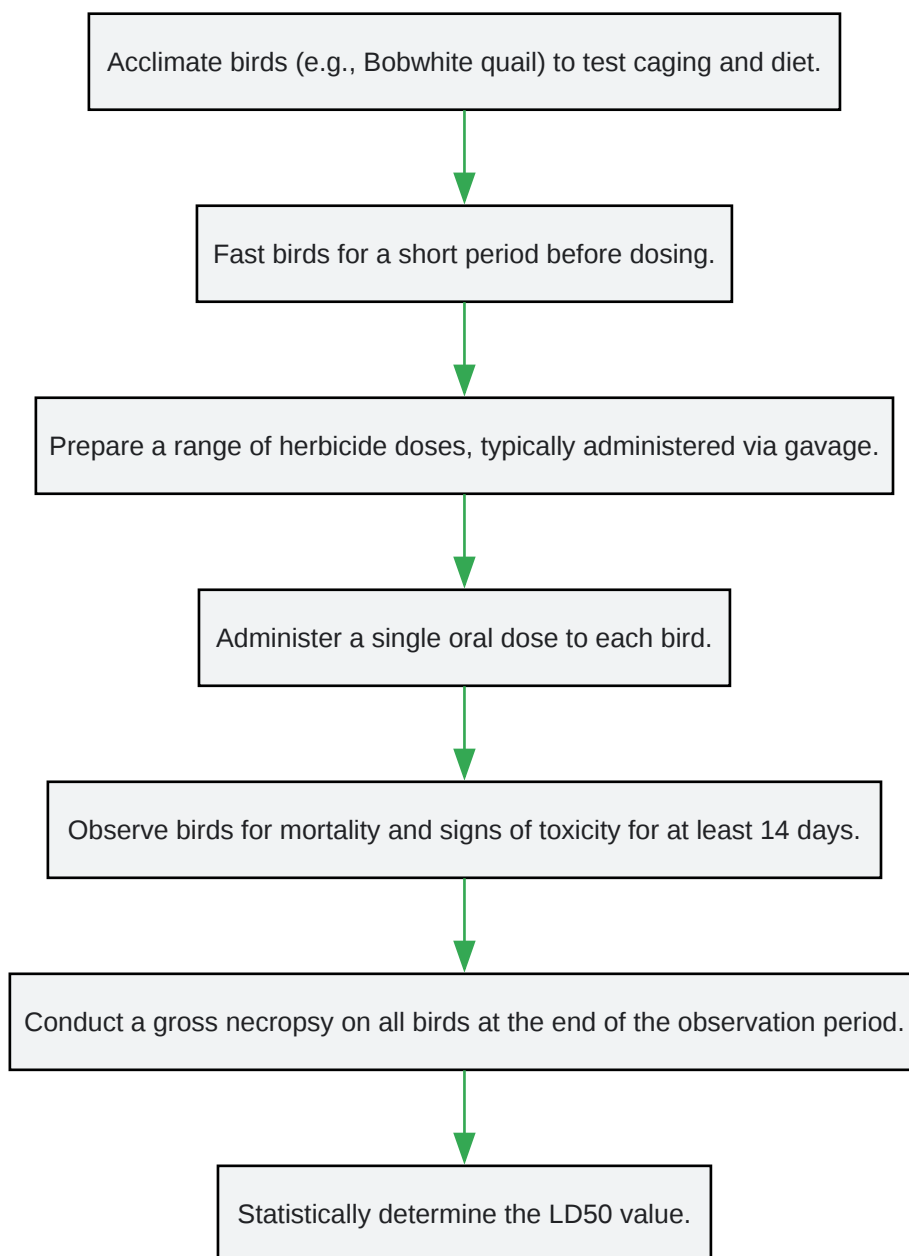 Acclimate birds (e.g., Bobwhite quail) to test caging and diet.
Fast birds for a short period before dosing.
Prepare a range of herbicide doses, typically administered via gavage.
Administer a single oral dose to each bird.
Observe birds for mortality and signs of toxicity for at least 14 days.
Conduct a gross necropsy on all birds at the end of the observation period.
Statistically determine the LD50 value.